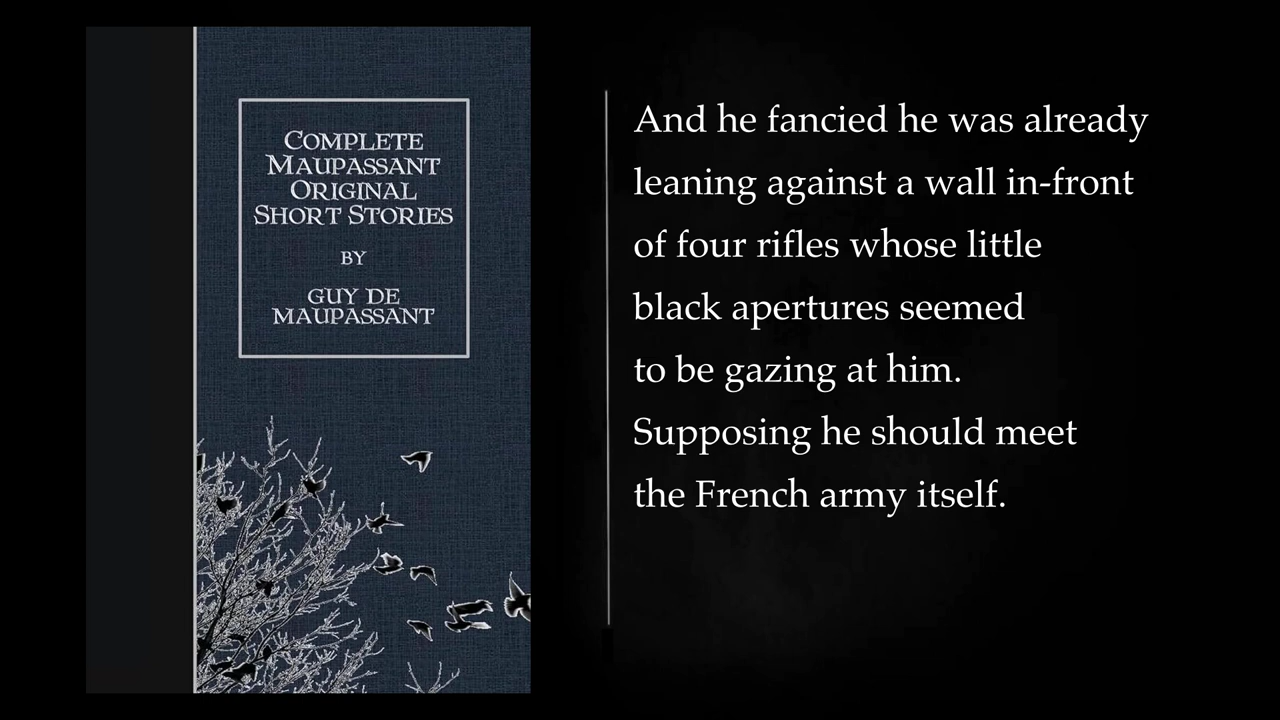 COMPLETE
MAUPASSANT
ORIGINAL
SHORT STORIES
BY
GUY DE
MAUPASSANT
And he fancied he was already
leaning against a wall in-front
of four rifles whose little
black apertures seemed
to be gazing at him.
Supposing he should meet
the French army itself.